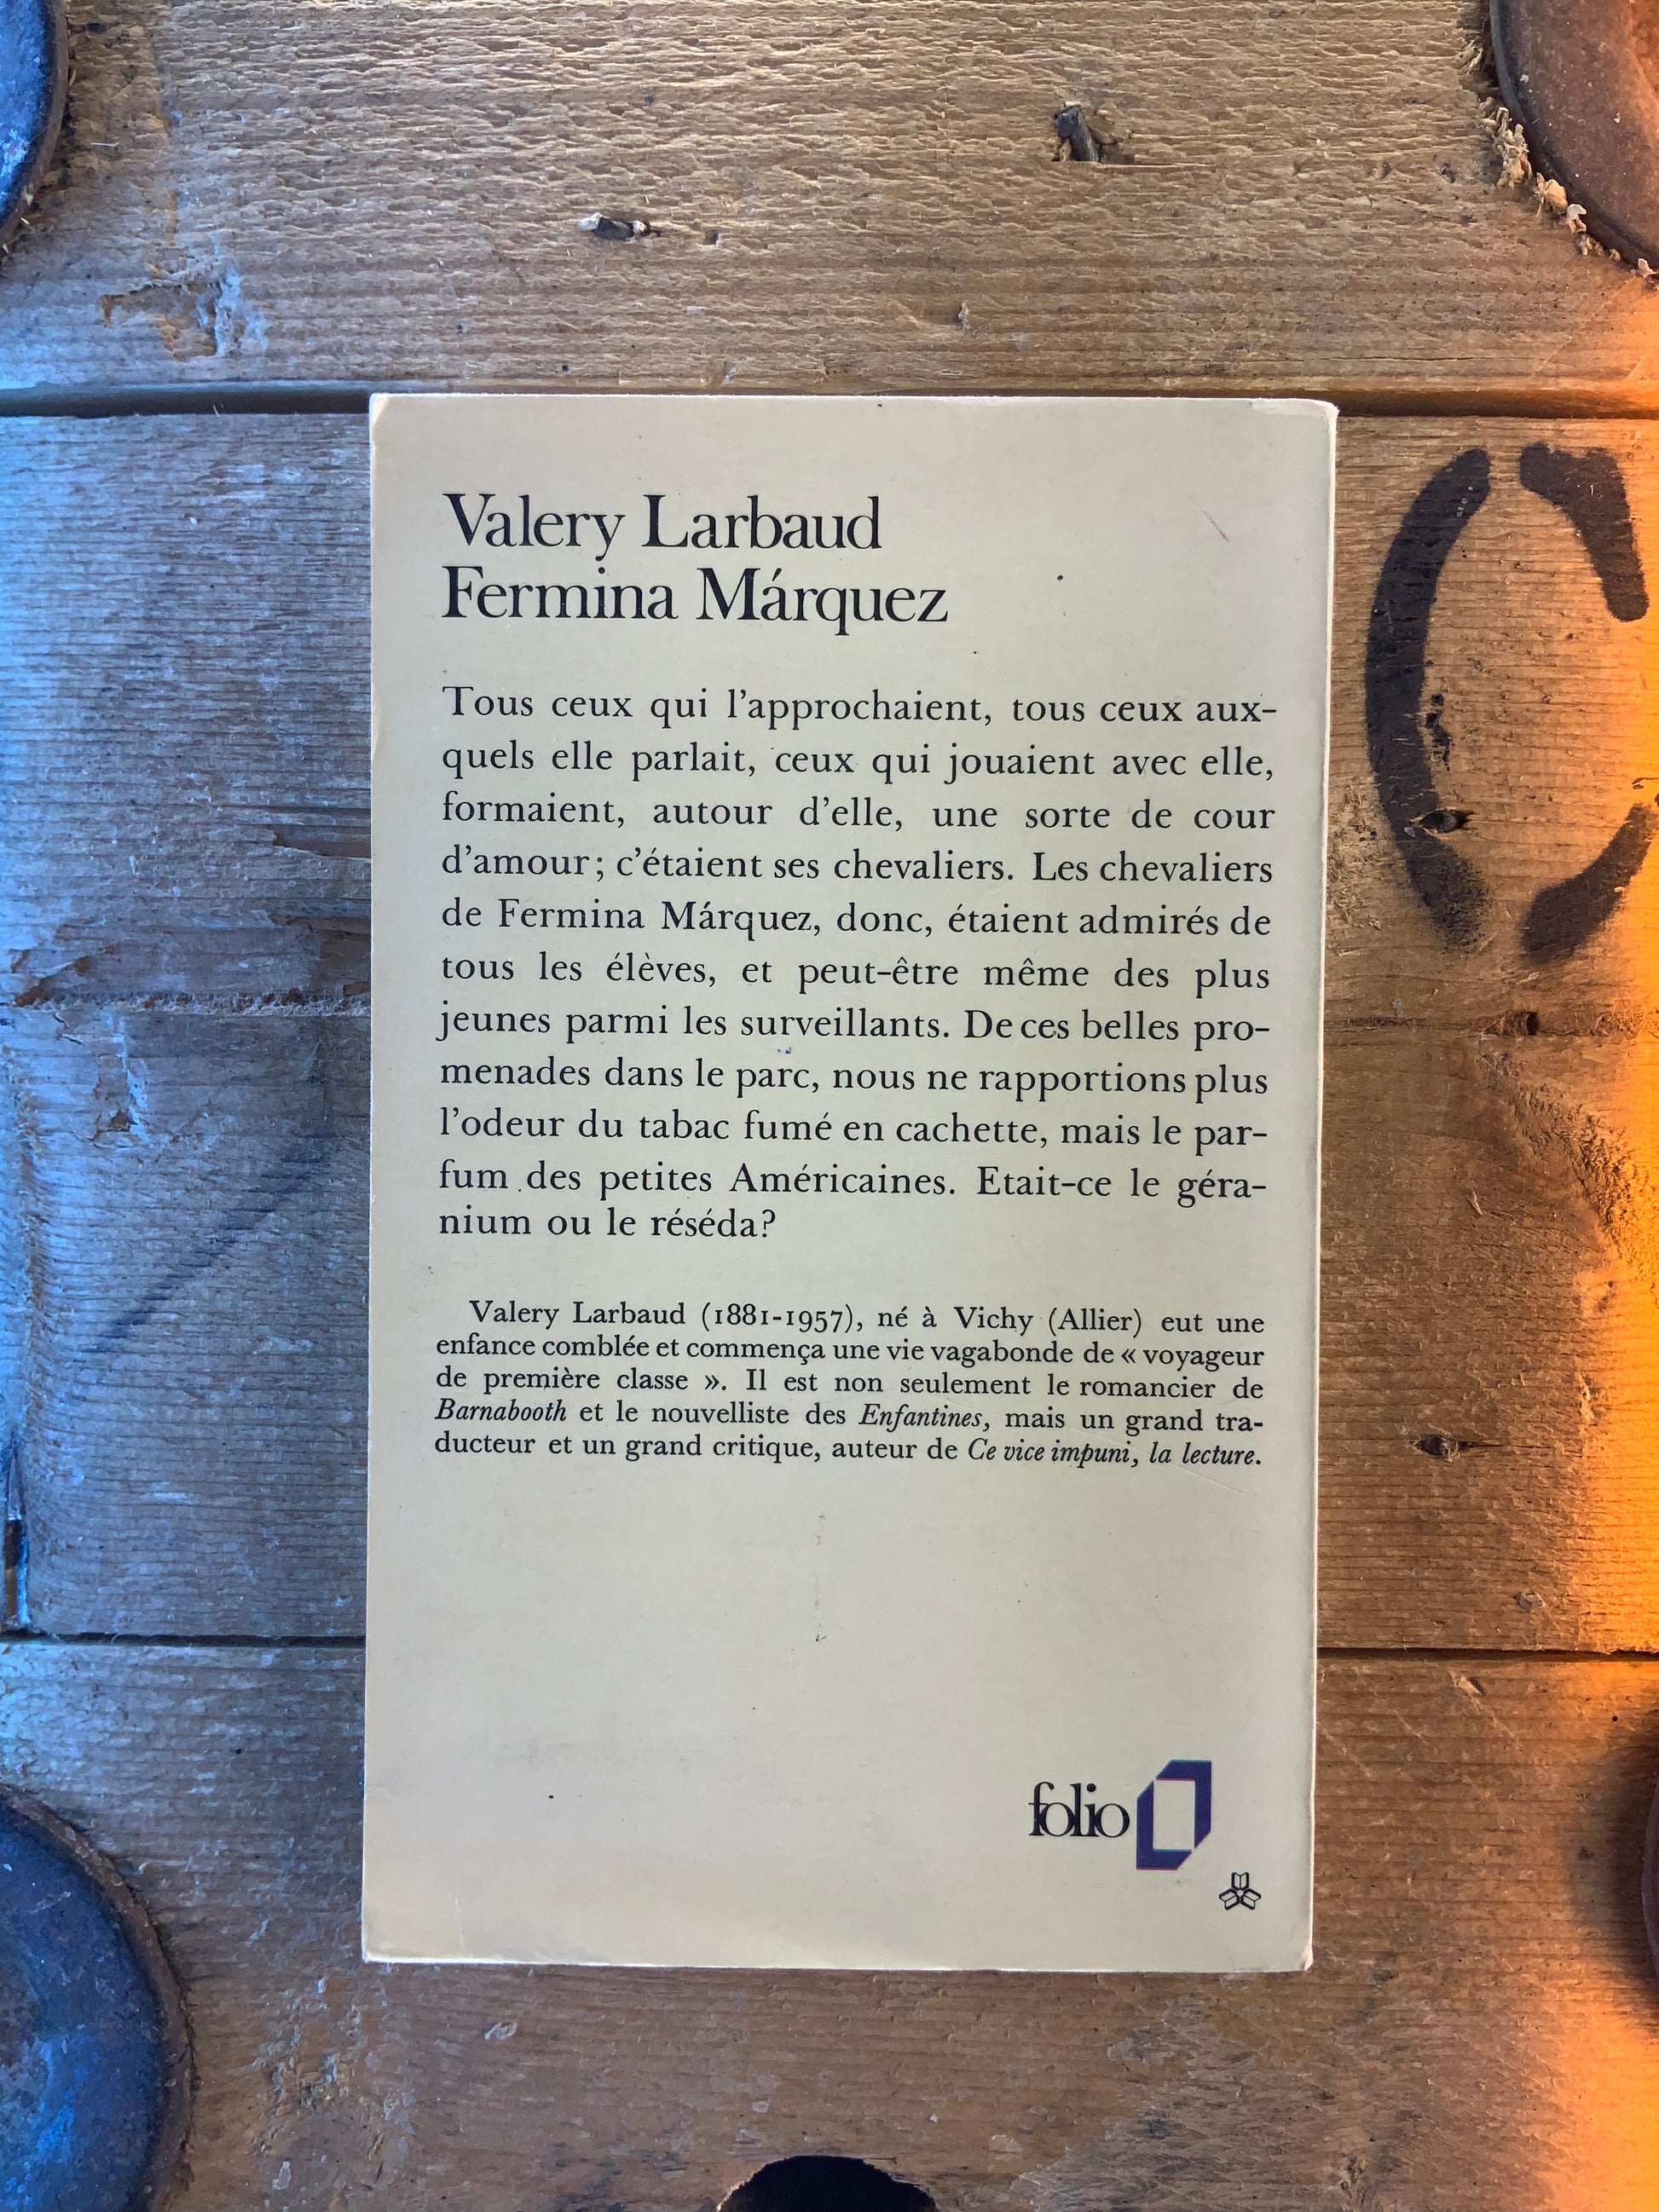 Valery Larbaud
Fermina Márquez
Tous ceux qui l'approchaient, tous ceux aux-
quels elle parlait, ceux qui jouaient avec elle,
formaient, autour d'elle, une sorte de cour
d'amour; c'étaient ses chevaliers. Les chevaliers
de Fermina Márquez, donc, étaient admirés de
tous les élèves, et peut-être même des plus
jeunes parmi les surveillants. De ces belles pro-
menades dans le parc, nous ne rapportions plus
l'odeur du tabac fumé en cachette, mais le par-
fum des petites Américaines. Etait-ce le géra-
nium ou le réséda?
Valery Larbaud (1881-1957), né à Vichy (Allier) eut une
enfance comblée et commença une vie vagabonde de « voyageur
de première classe ». Il est non seulement le romancier de
Barnabooth et le nouvelliste des Enfantines, mais un grand tra-
ducteur et un grand critique, auteur de Ce vice impuni, la lecture.
folio